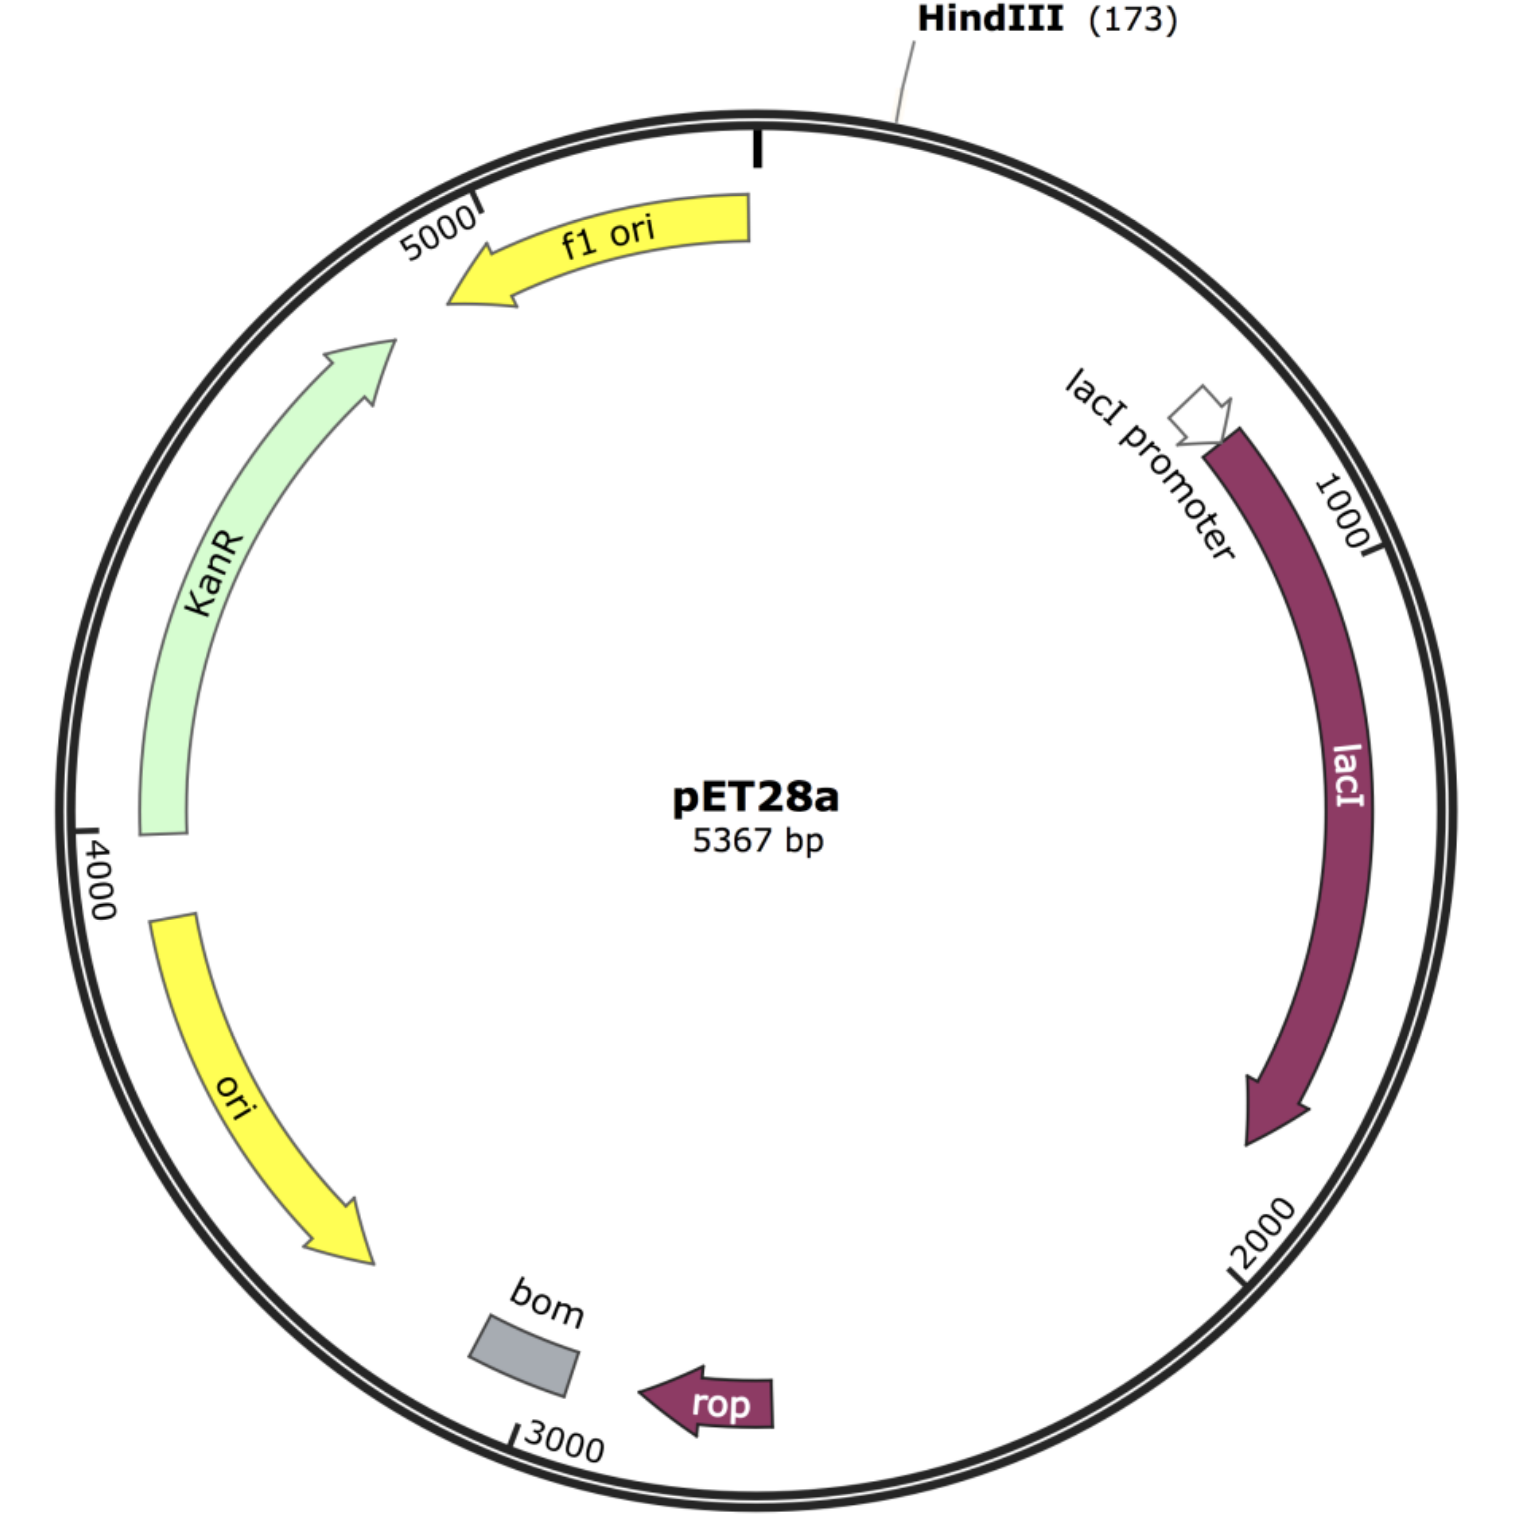 HindIII (173)
5000
f1 ori
lacI promoter
1000
KanR
lacI
pET28a
5367 bp
4000
ori
2000
bom
rop
3000